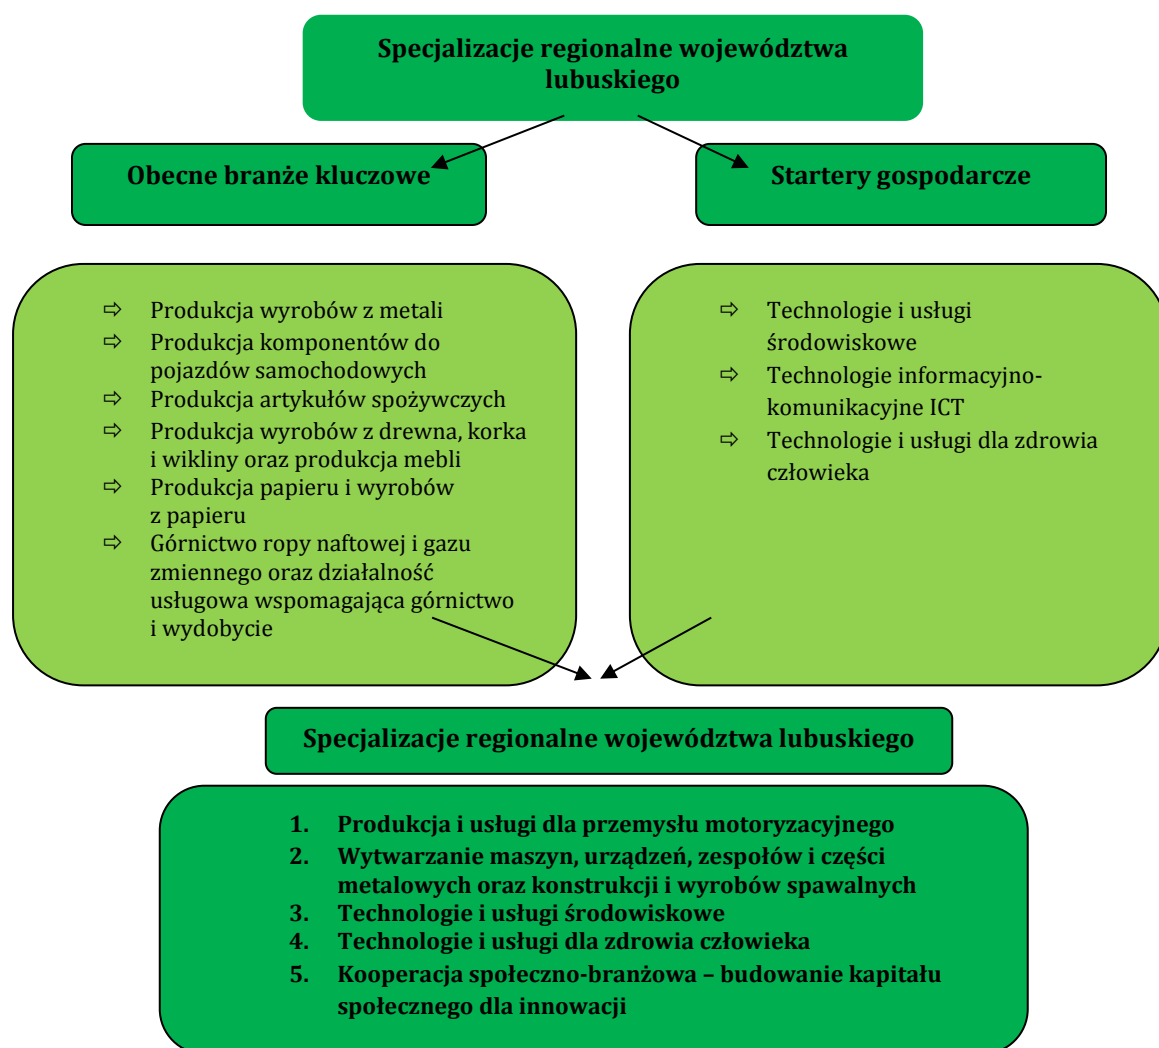 Specjalizacje regionalne województwa
lubuskiego
Obecne branże kluczowe
Startery gospodarcze
⇨ Produkcja wyrobów z metali
⇨ Produkcja komponentów do
pojazdów samochodowych
⇨ Produkcja artykułów spożywczych
⇨ Produkcja wyrobów z drewna, korka
i wikliny oraz produkcja mebli
⇨ Produkcja papieru i wyrobów
z papieru
⇨ Górnictwo ropy naftowej i gazu
zmiennego oraz działalność
usługowa wspomagająca górnictwo
i wydobycie
⇨ Technologie i usługi
środowiskowe
⇨ Technologie informacyjno-
komunikacyjne ICT
⇨ Technologie i usługi dla zdrowia
człowieka
Specjalizacje regionalne województwa lubuskiego
1. Produkcja i usługi dla przemysłu motoryzacyjnego
2. Wytwarzanie maszyn, urządzeń, zespołów i części
metalowych oraz konstrukcji i wyrobów spawalnych
3. Technologie i usługi środowiskowe
4. Technologie i usługi dla zdrowia człowieka
5. Kooperacja społeczno-branżowa – budowanie kapitału
społecznego dla innowacji